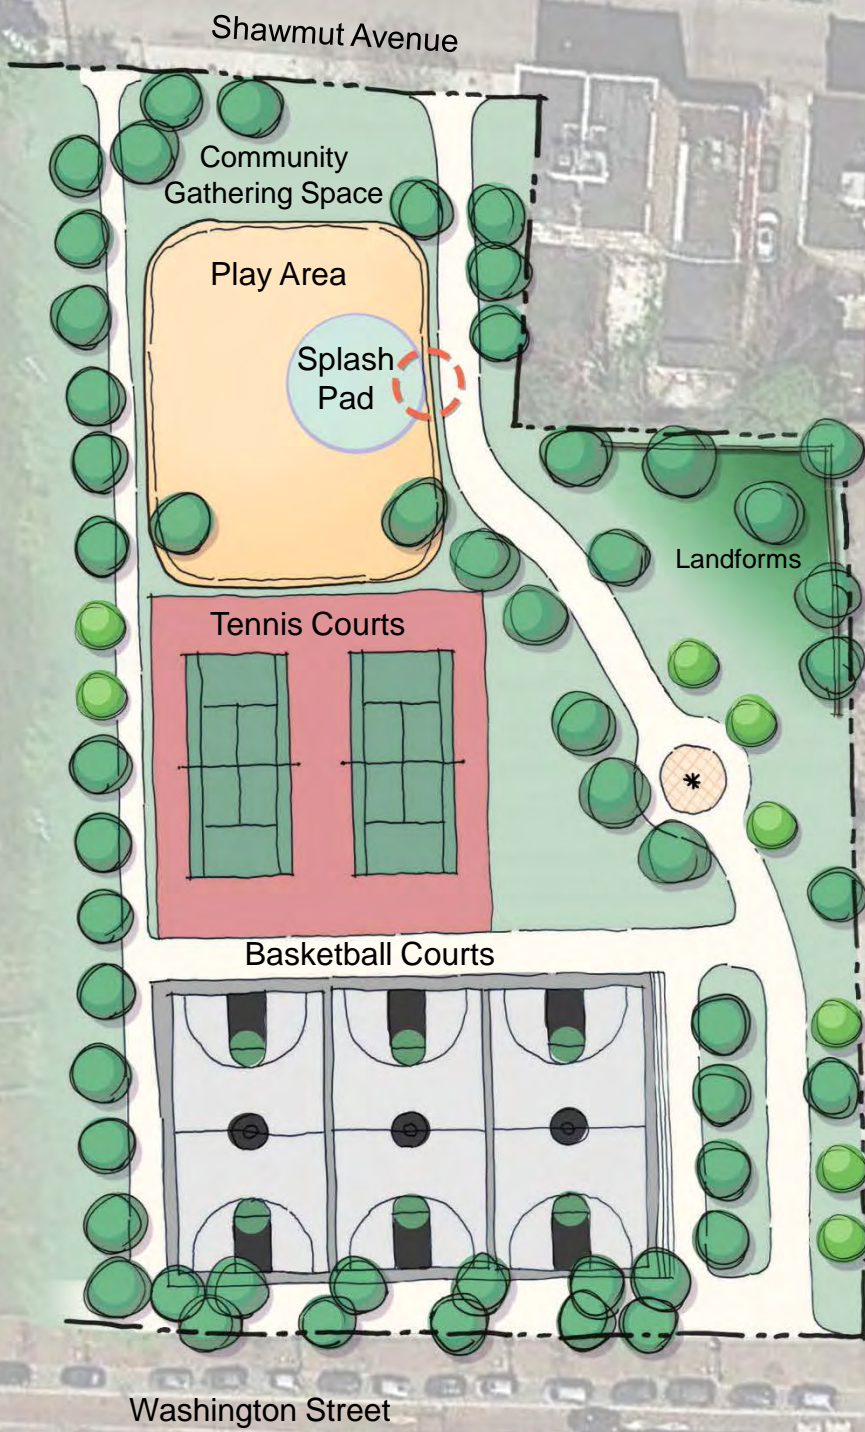 Shawmut Avenue
Community
Gathering Space
Play Area
Splash
Pad
Landforms
Tennis Courts
Basketball Courts
Washington Street